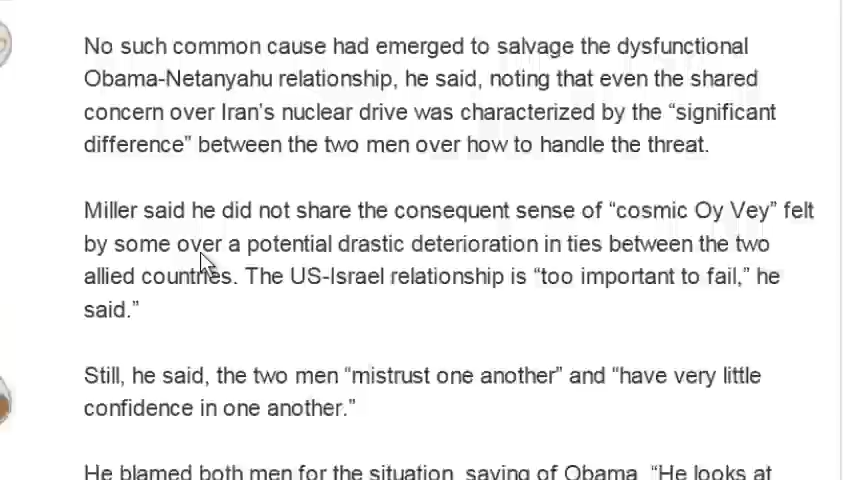 No such common cause had emerged to salvage the dysfunctional
Obama-Netanyahu relationship, he said, noting that even the shared
concern over Iran’s nuclear drive was characterized by the “significant
difference” between the two men over how to handle the threat.
Miller said he did not share the consequent sense of “cosmic Oy Vey” felt
by some over a potential drastic deterioration in ties between the two
allied countries. The US-Israel relationship is “too important to fail,” he
said.”
Still, he said, the two men “mistrust one another” and “have very little
confidence in one another.”
He blamed both men for the situation, saying of Obama, “He looks at